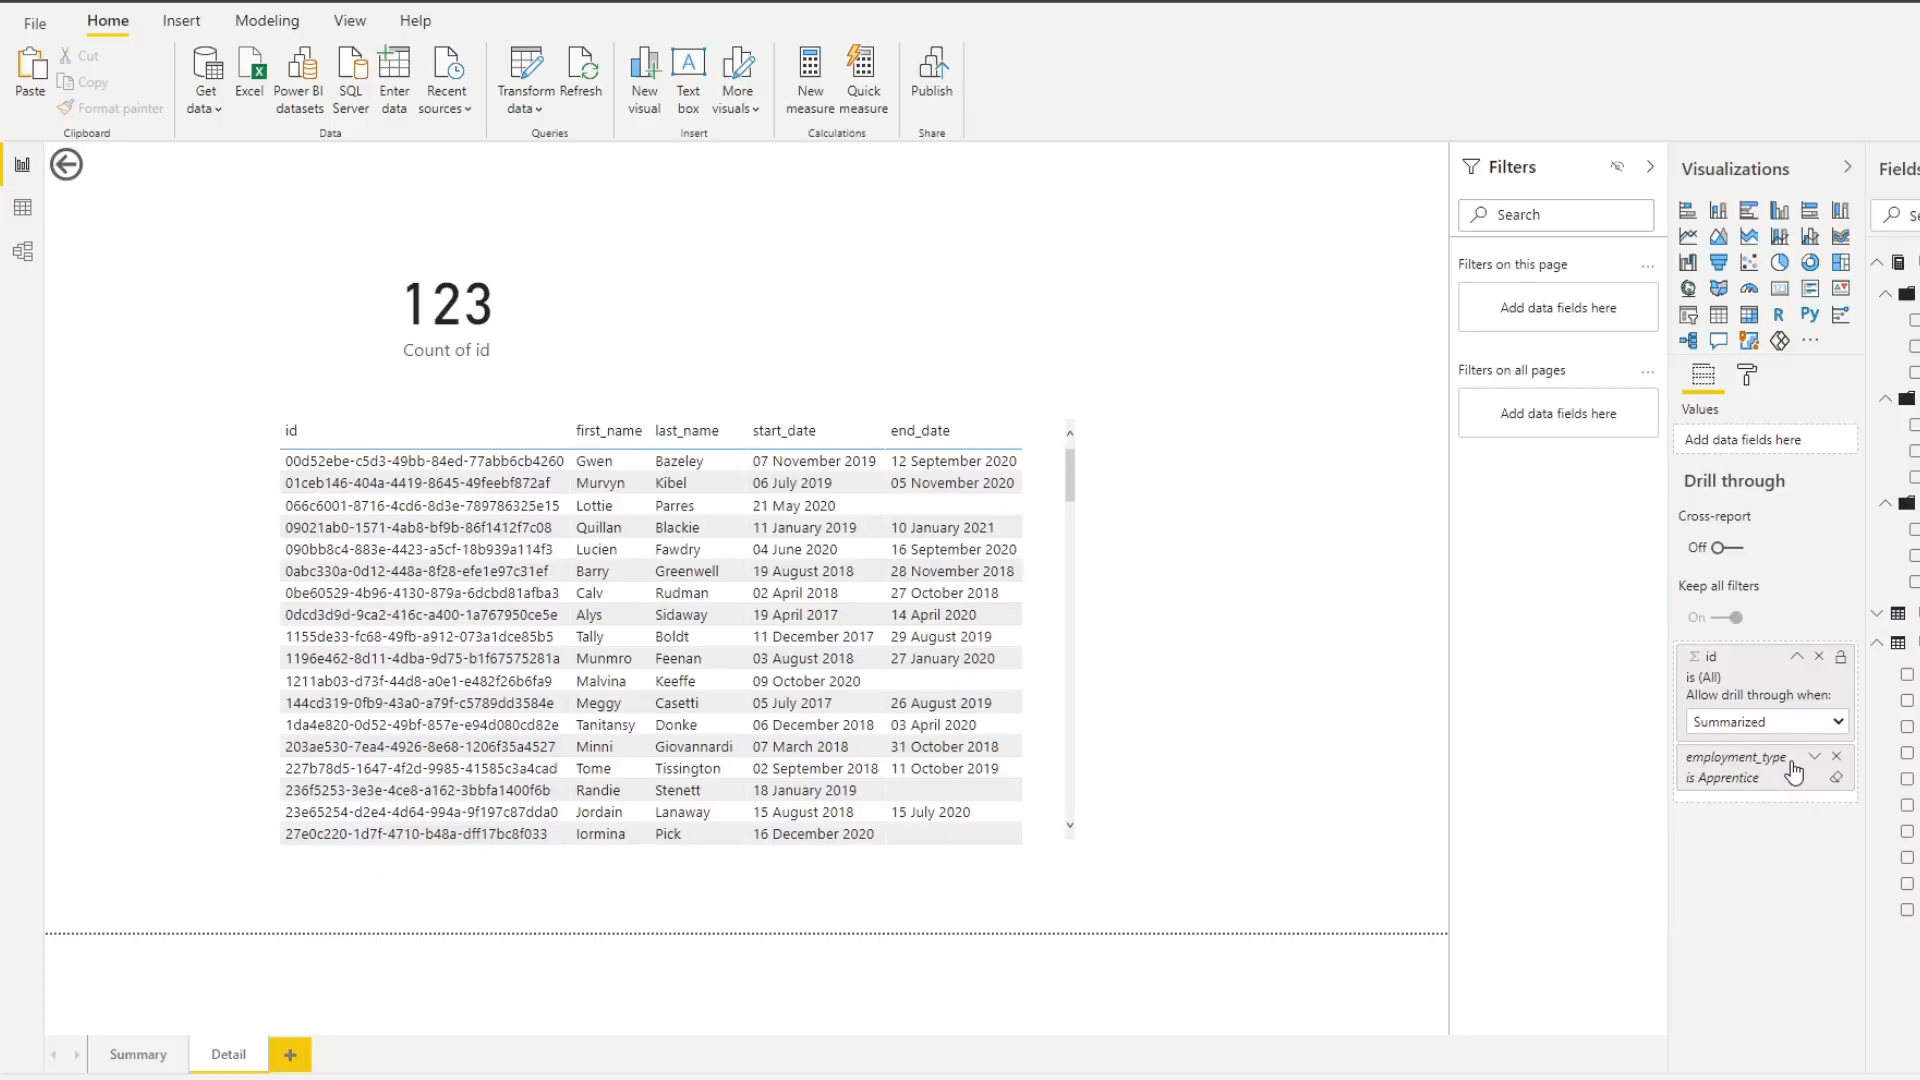 File
Home
Insert
Modeling
View
Help
Paste
Cut
Copy
Format painter
Clipboard
Get data
Excel
Power BI datasets
SQL Server
Enter data
Recent sources
Data
Transform data
Refresh
Queries
New visual
Text box
More visuals
Insert
New measure
Quick measure
Calculations
Publish
Share
123
Count of id
id first_name last_name start_date end_date
00d52ebe-c5d3-49bb-84ed-77abb6cb4260 Gwen Bazeley 07 November 2019 12 September 2020
01ceb146-404a-4419-8645-49feebf872af Murvyn Kibel 06 July 2019 05 November 2020
066c6001-8716-4cd6-8d3e-789786325e15 Lottie Parres 21 May 2020
09021ab0-1571-4ab8-bf9b-86f1412f7c08 Quillan Blackie 11 January 2019 10 January 2021
090bb8c4-883e-4423-a5cf-18b939a114f3 Lucien Fawdry 04 June 2020 16 September 2020
0abc330a-0d12-448a-8f28-efe1e97c31ef Barry Greenwell 19 August 2018 28 November 2018
0be60529-4b96-4130-879a-6dcbd81afba3 Calv Rudman 02 April 2018 27 October 2018
0dcd3d9d-9ca2-416c-a400-1a767950ce5e Alys Sidaway 19 April 2017 14 April 2020
1155de33-fc68-49fb-a912-073a1dce85b5 Tally Boldt 11 December 2017 29 August 2019
1196e462-8d11-4dba-9d75-b1f67575281a Munmro Feenan 03 August 2018 27 January 2020
1211ab03-d73f-44d8-a0e1-e482f26b6fa9 Malvina Keeffe 09 October 2020
144cd319-0fb9-43a0-a79f-c5789dd3584e Meggy Casetti 05 July 2017 26 August 2019
1da4e820-0d52-49bf-857e-e94d080cd82e Tanitansy Donke 06 December 2018 03 April 2020
203ae530-7ea4-4926-8e68-1206f35a4527 Minni Giovannardi 07 March 2018 31 October 2018
227b78d5-1647-4f2d-9985-41585c3a4cad Tome Tissington 02 September 2018 11 October 2019
236f5253-3e3e-4ce8-a162-3bbfa1400f6b Randie Stenett 18 January 2019
23e65254-d2e4-4d64-994a-9f197c87dda0 Jordain Lanaway 15 August 2018 15 July 2020
27e0c220-1d7f-4710-b48a-dff17bc8f033 Iormina Pick 16 December 2020
Filters
Search
Filters on this page
Add data fields here
Filters on all pages
Add data fields here
Visualizations
R
Py
Values
Add data fields here
Drill through
Cross-report
Off
Keep all filters
On
Σ id
is (All)
Allow drill through when:
Summarized
employment_type
is Apprentice
Fields
Summary
Detail